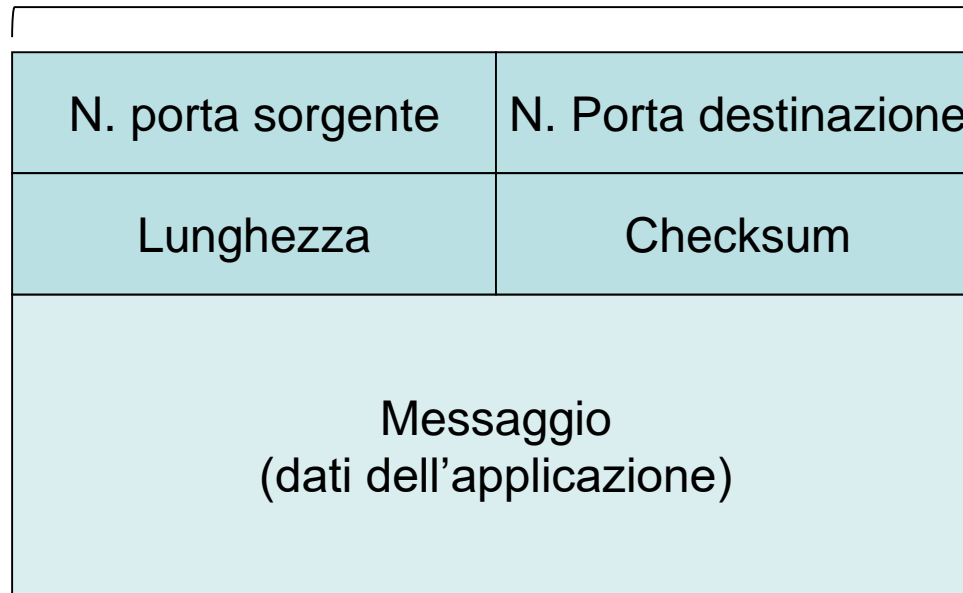 N. porta sorgente
N. Porta destinazione
Lunghezza
Checksum
Messaggio
(dati dell’applicazione)